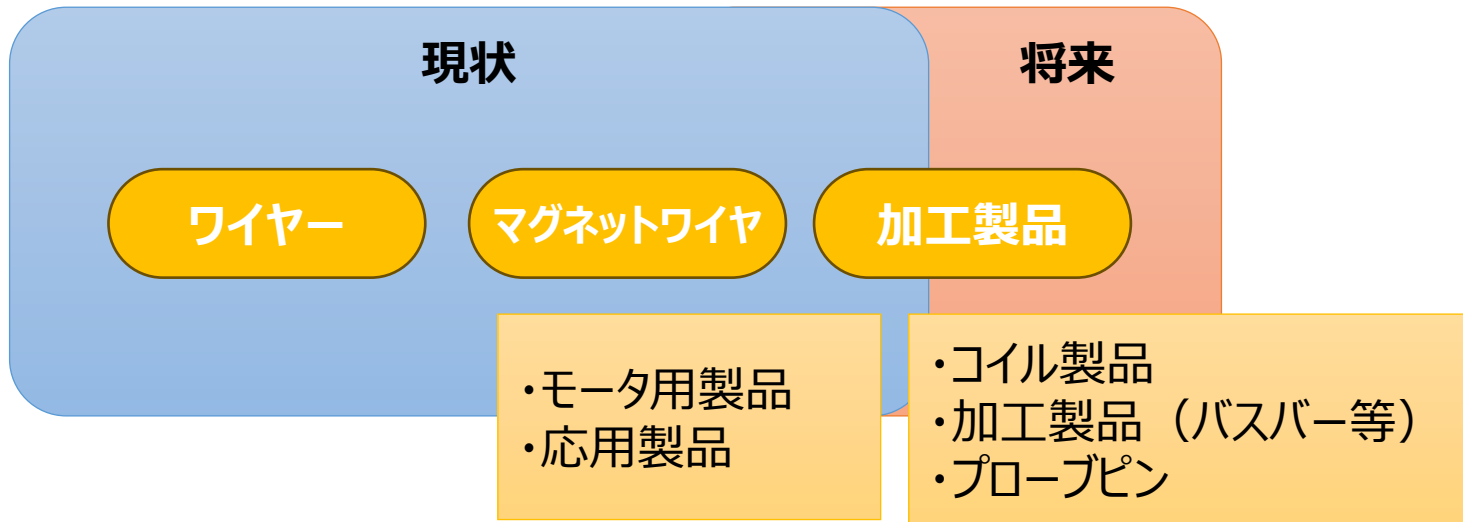 現状
将来
ワイヤー
マグネットワイヤ
加工製品
・モータ用製品
・応用製品
・コイル製品
・加工製品（バスバー等）
・プローブピン